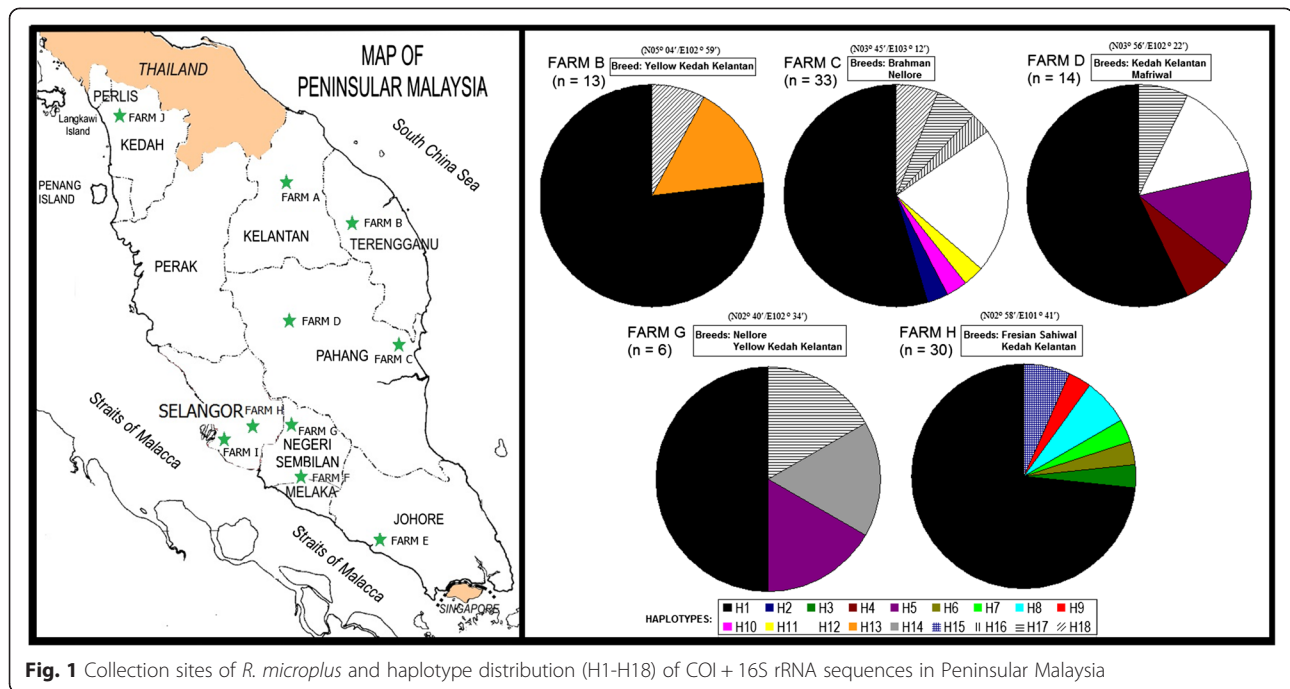 MAP OF
PENINSULAR MALAYSIA
THAILAND
PERLIS
Langkawi
Island
FARM J
KEDAH
South China Sea
PENANG
ISLAND
FARM A
KELANTAN
FARM B
TERENGGANU
PERAK
FARM D
PAHANG
FARM C
SELANGOR
FARM H
FARM G
NEGERI
SEMBILAN
FARM I
FARM F
MELAKA
Straits of Malacca
JOHORE
FARM E
Straits of Malacca
SINGAPORE
(N05° 04′/E102° 59′)
FARM B
(n = 13)
Breed: Yellow Kedah Kelantan
(N03° 45′/E103° 12′)
FARM C
(n = 33)
Breeds: Brahman
Nellore
(N03° 56′/E102° 22′)
FARM D
(n = 14)
Breeds: Kedah Kelantan
Mafriwal
(N02° 40′/E102° 34′)
FARM G
(n = 6)
Breeds: Nellore
Yellow Kedah Kelantan
(N02° 58′/E101° 41′)
FARM H
(n = 30)
Breeds: Fresian Sahiwal
Kedah Kelantan
HAPLOTYPES:
H1 H2 H3 H4 H5 H6 H7 H8 H9
H10 H11 H12 H13 H14 H15 H16 H17 H18
Fig. 1 Collection sites of R. microplus and haplotype distribution (H1-H18) of COI + 16S rRNA sequences in Peninsular Malaysia